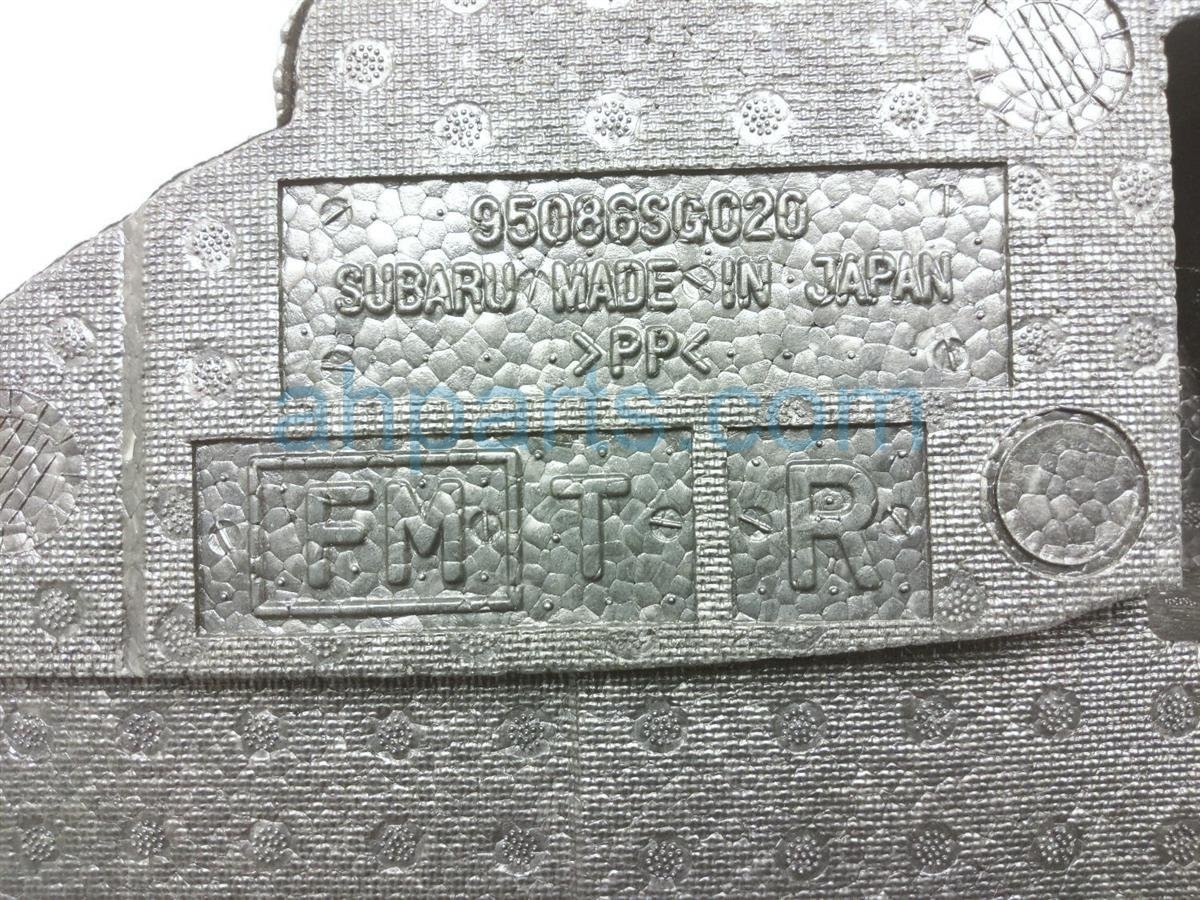 95086SG020
SUBARU MADE IN JAPAN
>PP<
ahparts.com
FM T R